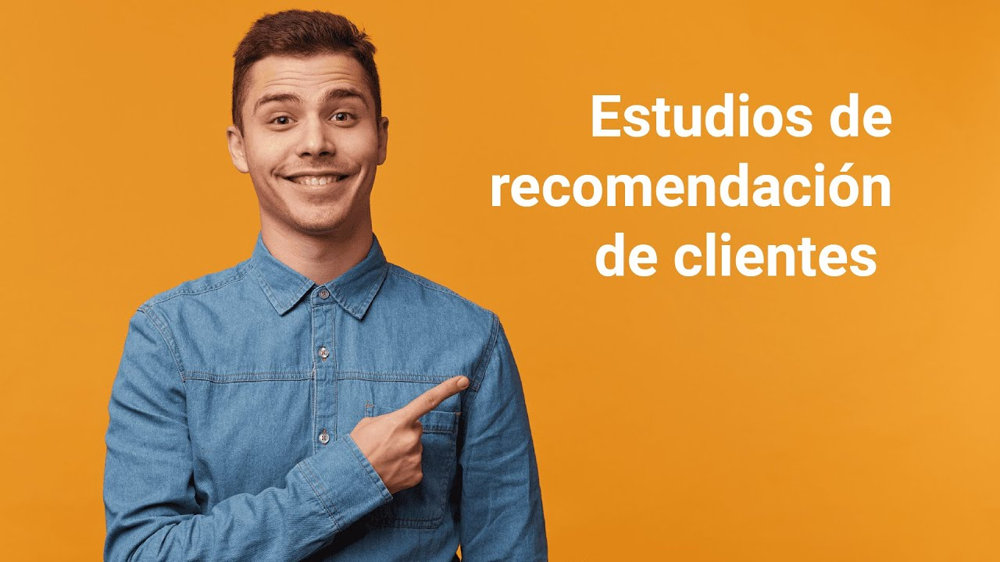 Estudios de
recomendación
de clientes